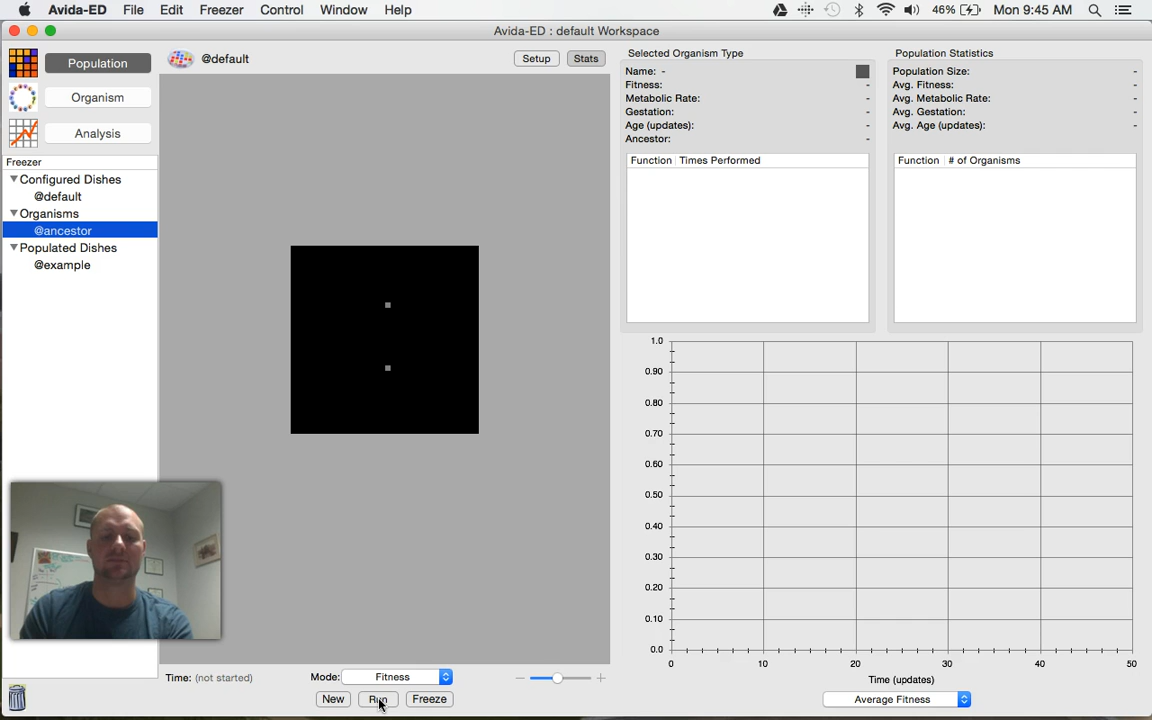 Avida-ED File Edit Freezer Control Window Help 46% Mon 9:45 AM
Avida-ED : default Workspace
Population
Organism
Analysis
Freezer
Configured Dishes
@default
Organisms
@ancestor
Populated Dishes
@example
@default
Setup Stats
Time: (not started)
Mode: Fitness
New Run Freeze
Selected Organism Type
Name: -
Fitness: -
Metabolic Rate: -
Gestation: -
Age (updates): -
Ancestor: -
Function Times Performed
Population Statistics
Population Size: -
Avg. Fitness: -
Avg. Metabolic Rate: -
Avg. Gestation: -
Avg. Age (updates): -
Function # of Organisms
1.0
0.90
0.80
0.70
0.60
0.50
0.40
0.30
0.20
0.10
0.0
0 10 20 30 40 50
Time (updates)
Average Fitness